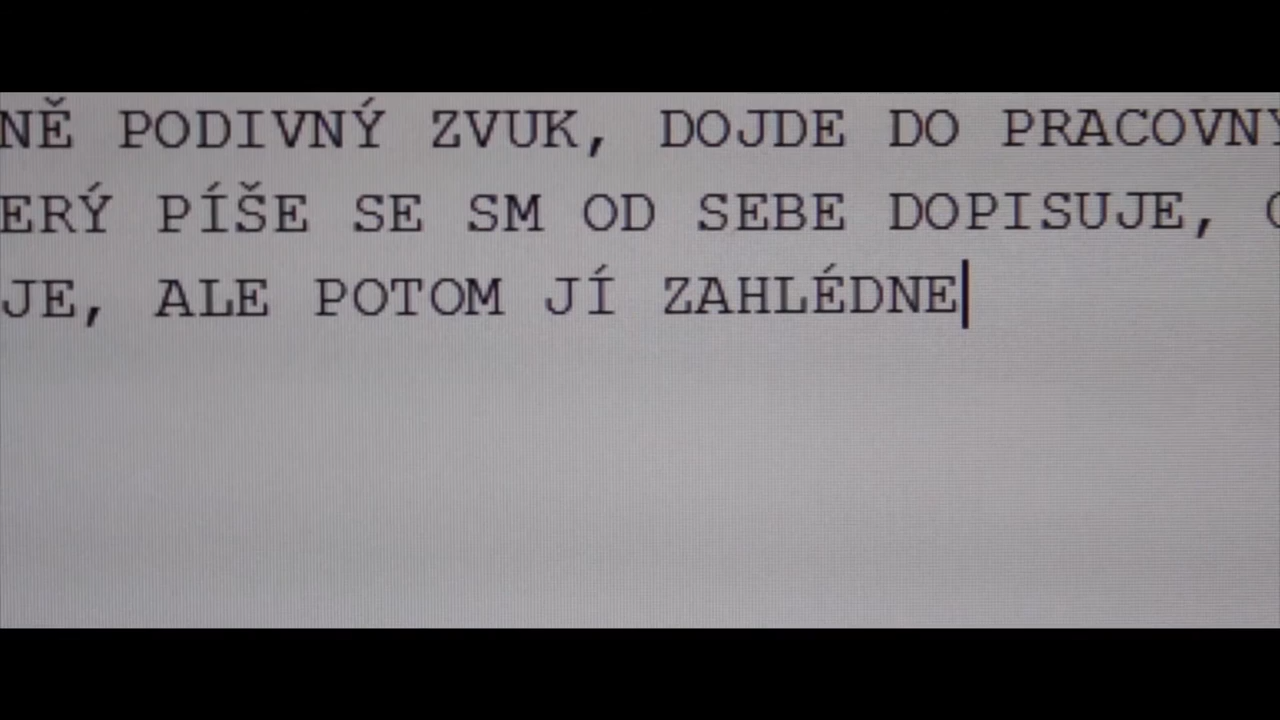 NĚ PODIVNÝ ZVUK, DOJDE DO PRACOVNY
ERÝ PÍŠE SE SM OD SEBE DOPISUJE,
JE, ALE POTOM JÍ ZAHLÉDNE